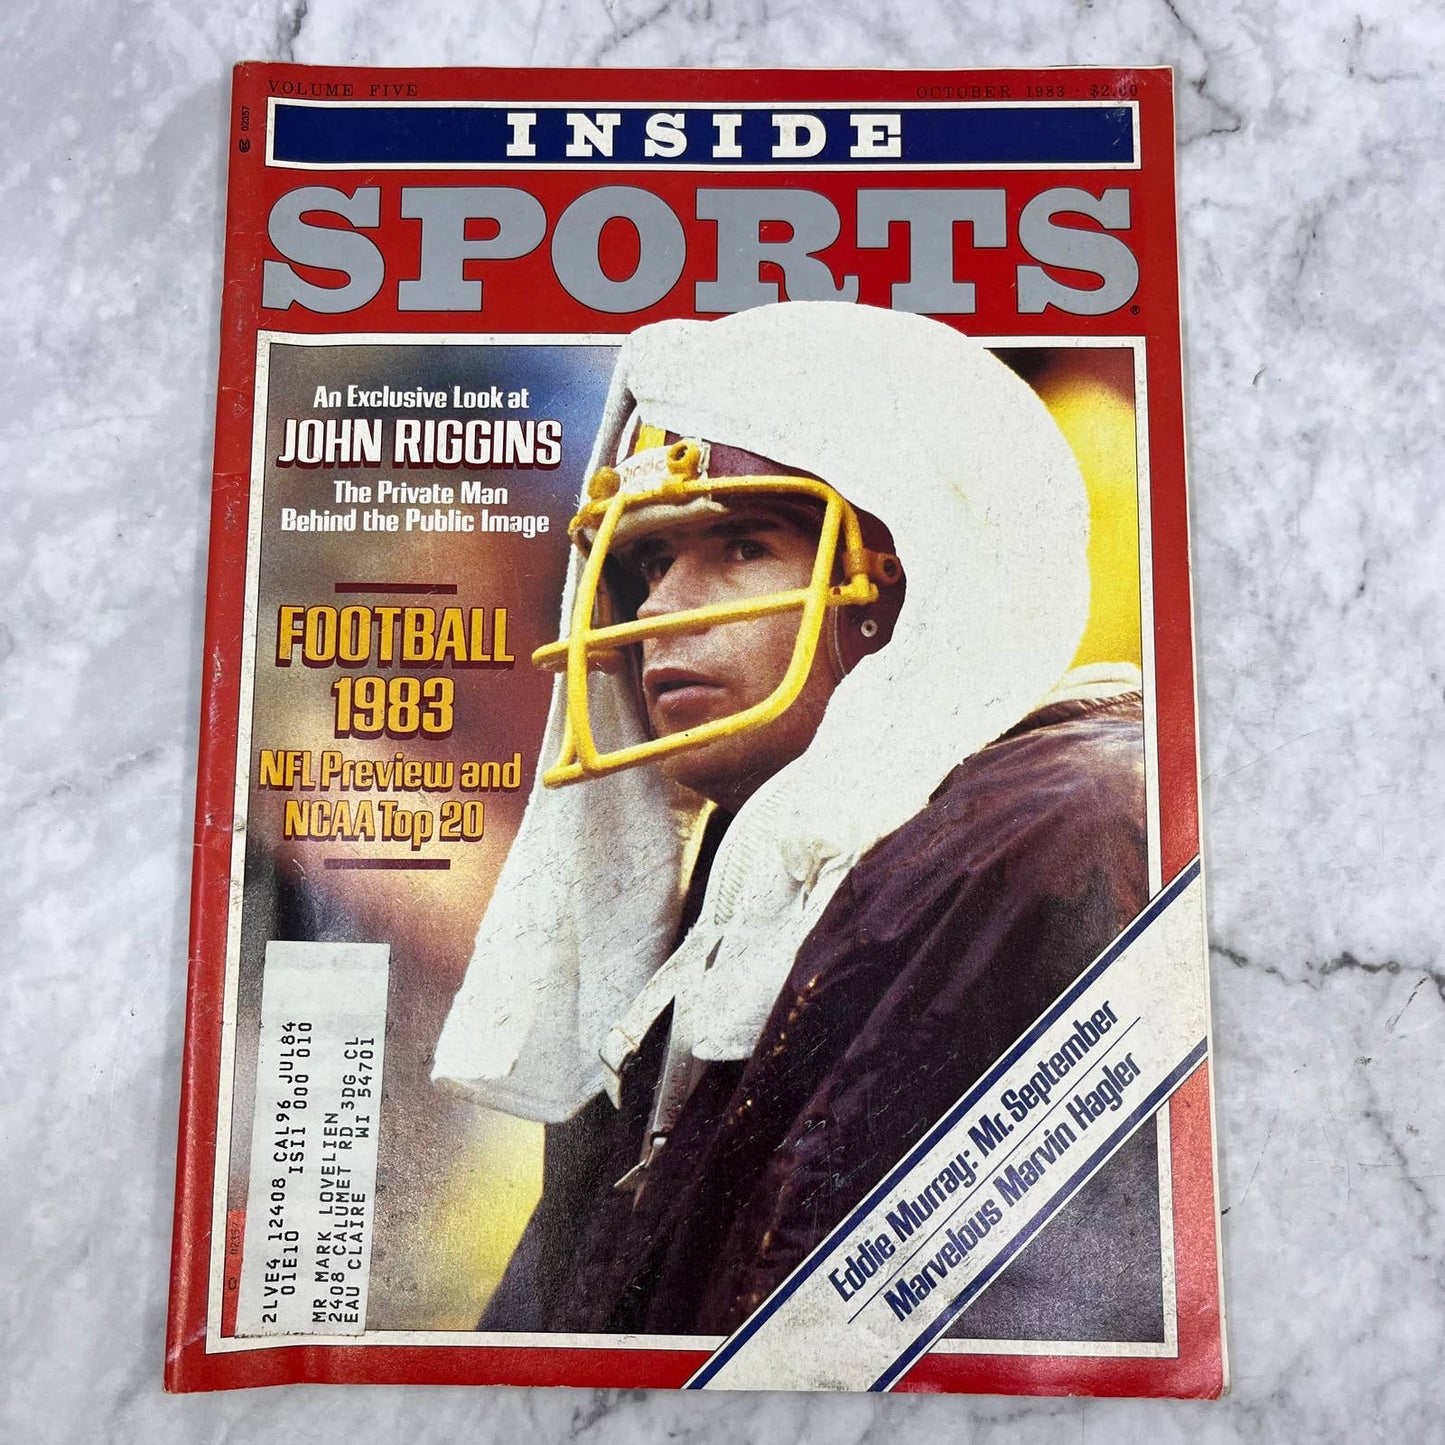 VOLUME FIVE
OCTOBER 1983 · $2.00
02357
INSIDE
SPORTS®
An Exclusive Look at
JOHN RIGGINS
The Private Man
Behind the Public Image
FOOTBALL
1983
NFL Preview and
NCAA Top 20
2LVE4 12408 CAL96 JUL84
01E10 ISI1 000 010
MR MARK LOVELIEN
2408 CALUMET RD 3DG CL
EAU CLAIRE WI 54701
Eddie Murray: Mr. September
Marvelous Marvin Hagler